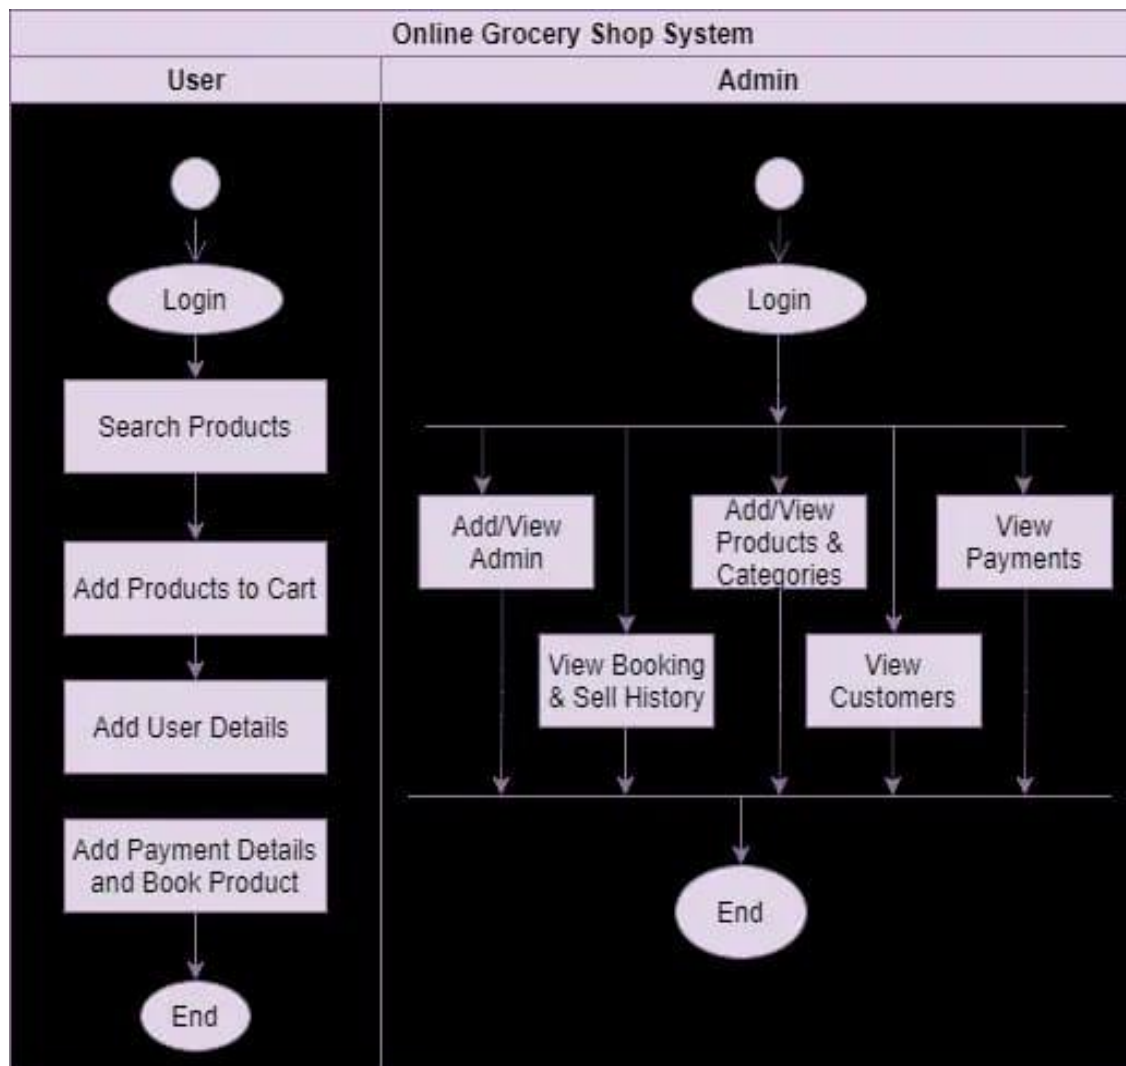 Online Grocery Shop System
User
Admin
Login
Search Products
Add Products to Cart
Add User Details
Add Payment Details
and Book Product
End
Login
Add/View
Admin
View Booking
& Sell History
Add/View
Products &
Categories
View
Customers
View
Payments
End